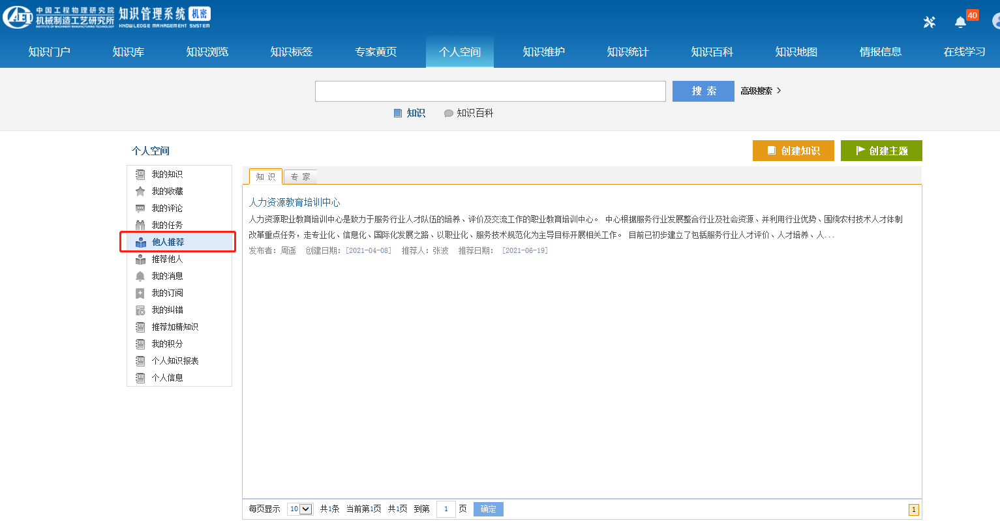 中国工程物理研究院
机械制造工艺研究所
INSTITUTE OF MACHINERY MANUFACTURING TECHNOLOGY
知识管理系统 机密
KNOWLEDGE MANAGEMENT SYSTEM
40
知识门户 知识库 知识浏览 知识标签 专家黄页 个人空间 知识维护 知识统计 知识百科 知识地图 情报信息 在线学习
搜 索 高级搜索
知识 知识百科
个人空间
创建知识 创建主题
我的知识
我的收藏
我的评论
我的任务
他人推荐
推荐他人
我的消息
我的订阅
我的纠错
推荐加精知识
我的积分
个人知识报表
个人信息
知 识 专 家
人力资源教育培训中心
人力资源职业教育培训中心是致力于服务行业人才队伍的培养、评价及交流工作的职业教育培训中心。 中心根据服务行业发展整合行业及社会资源、并利用行业优势、围绕农村技术人才体制
改革重点任务，走专业化、信息化、国际化发展之路、以职业化、服务技术规范化为主导目标开展相关工作。 目前已初步建立了包括服务行业人才评价、人才培养、人...
发布者：周遥 创建日期：[2021-04-08] 推荐人：张波 推荐日期： [2021-06-19]
每页显示 10 共1条 当前第1页 共1页 到第 1 页 确定 1